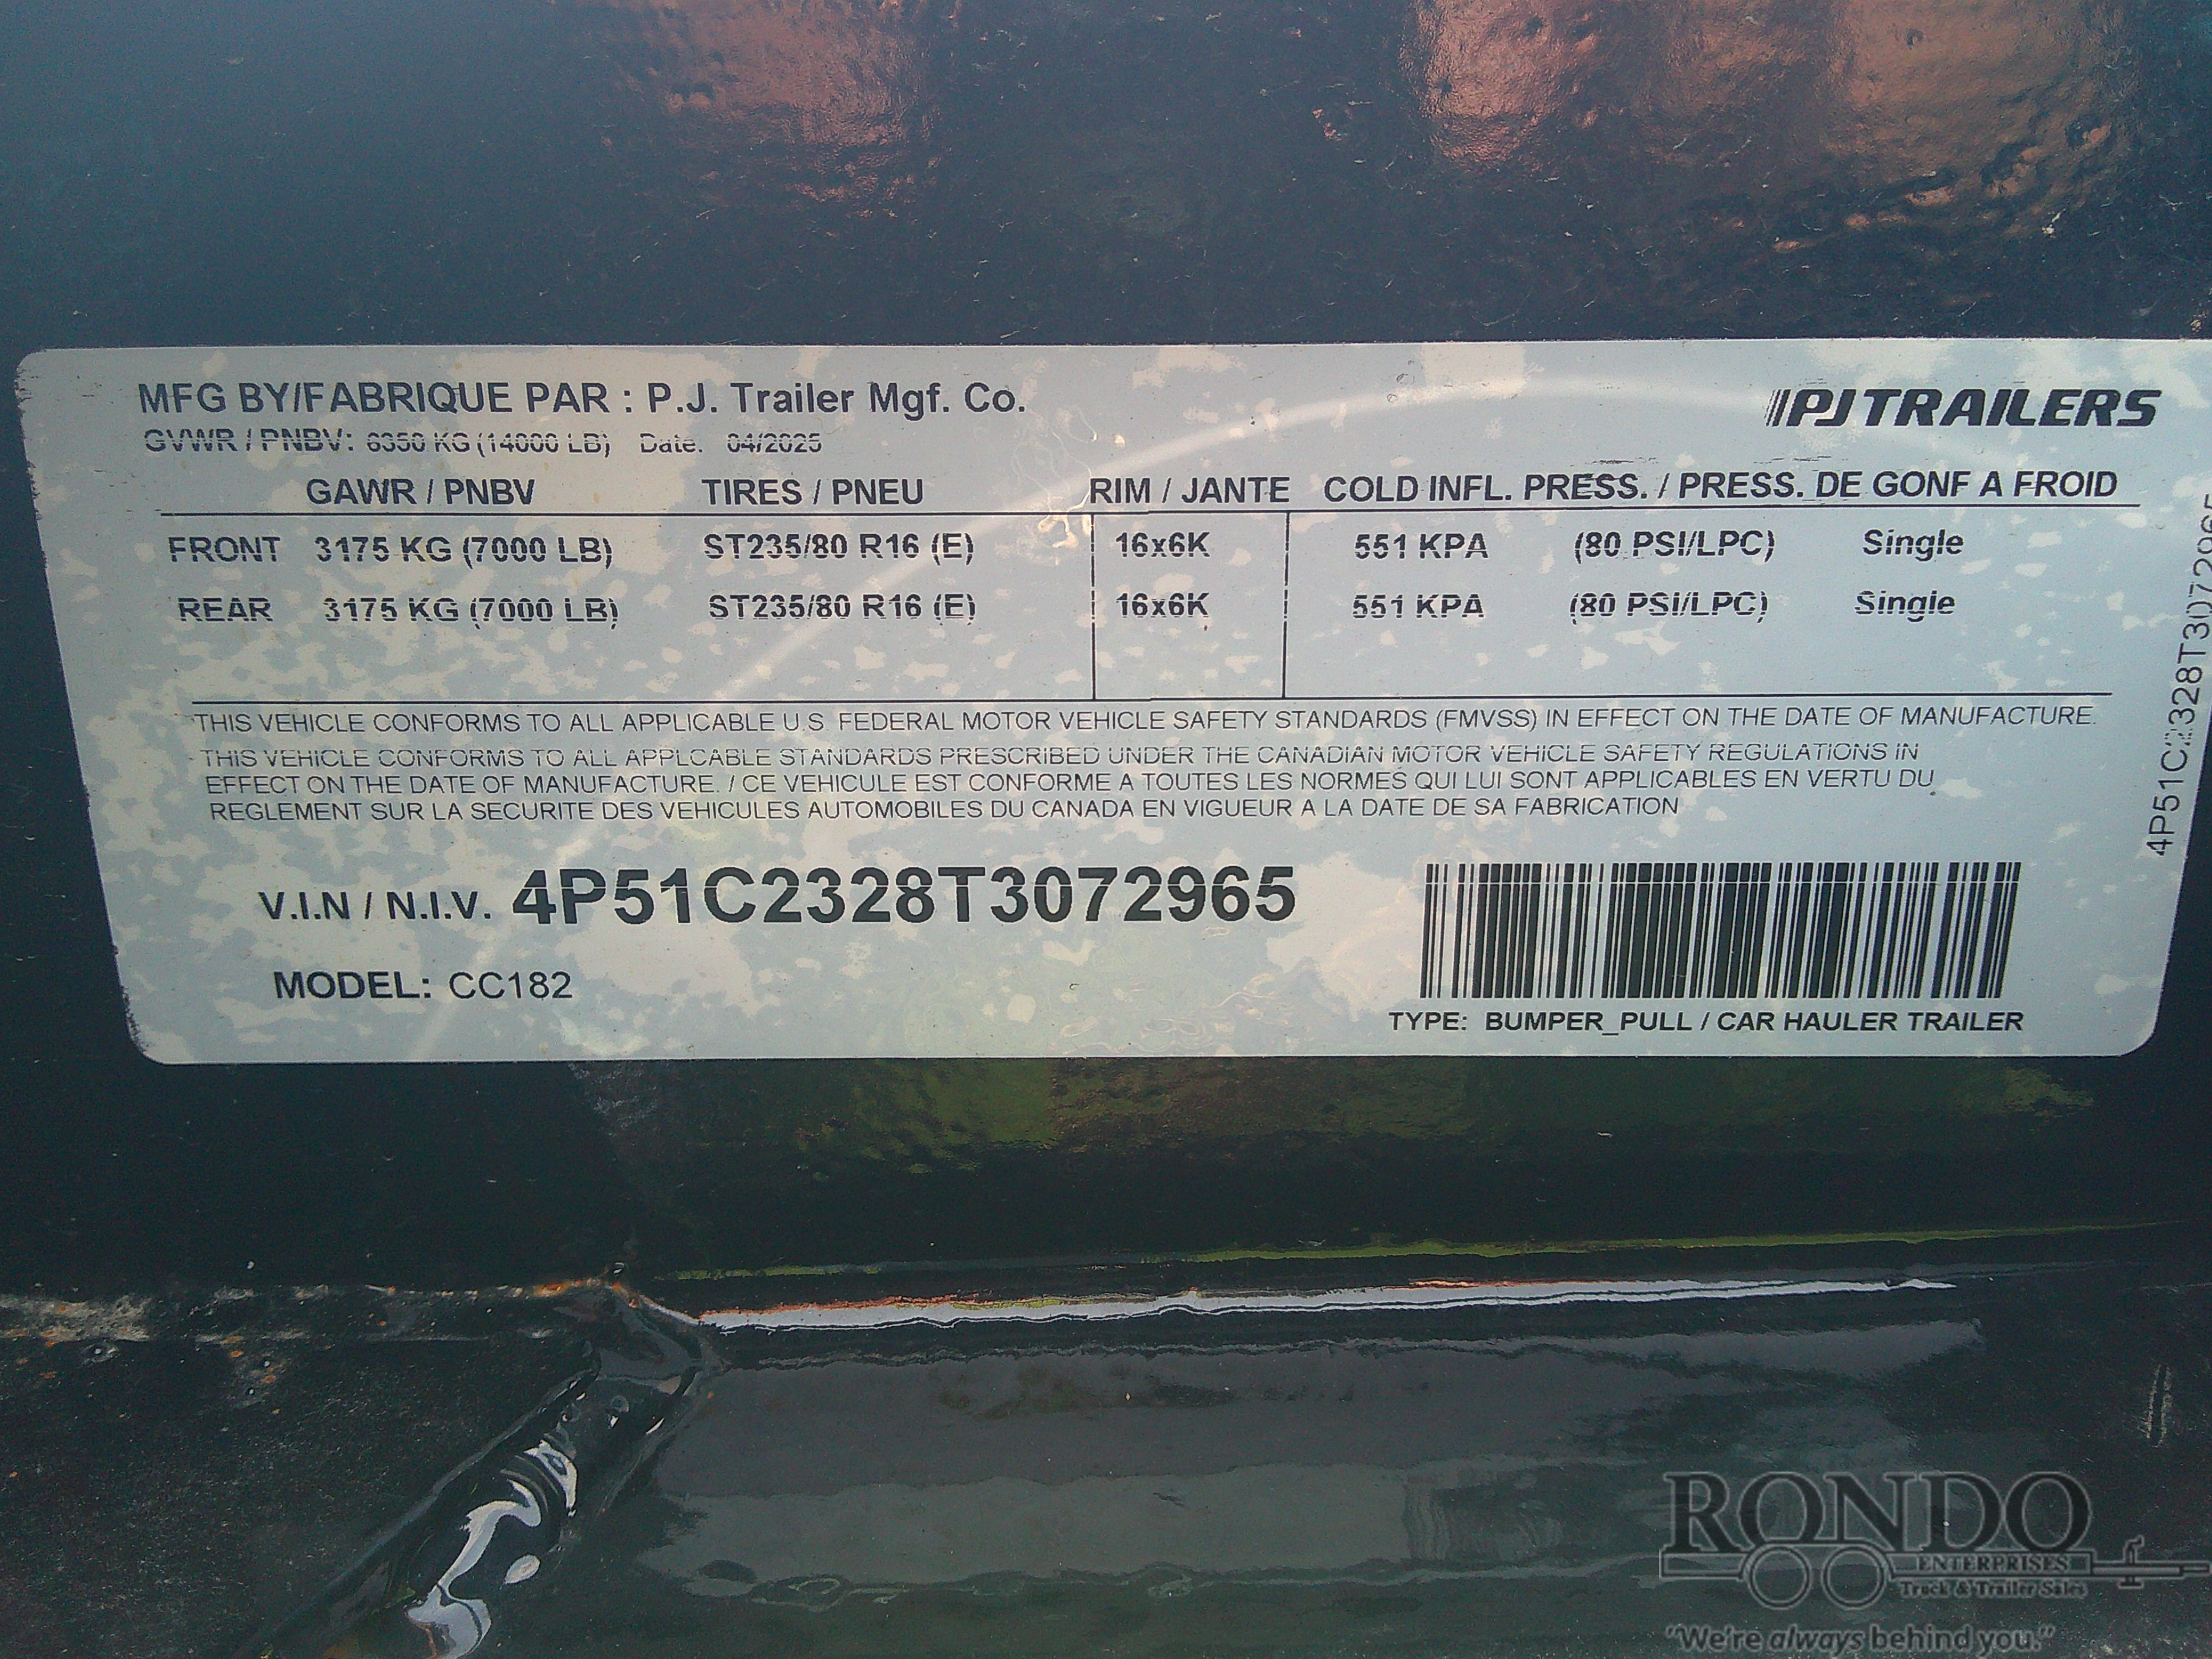 MFG BY/FABRIQUE PAR : P.J. Trailer Mgf. Co.
PJTRAILERS
GVWR / PNBV: 6350 KG (14000 LB) Date. 04/2025
GAWR / PNBV TIRES / PNEU RIM / JANTE COLD INFL. PRESS. / PRESS. DE GONF A FROID
FRONT 3175 KG (7000 LB) ST235/80 R16 (E) 16x6K 551 KPA (80 PSI/LPC) Single
REAR 3175 KG (7000 LB) ST235/80 R16 (E) 16x6K 551 KPA (80 PSI/LPC) Single
THIS VEHICLE CONFORMS TO ALL APPLICABLE U.S. FEDERAL MOTOR VEHICLE SAFETY STANDARDS (FMVSS) IN EFFECT ON THE DATE OF MANUFACTURE.
THIS VEHICLE CONFORMS TO ALL APPLCABLE STANDARDS PRESCRIBED UNDER THE CANADIAN MOTOR VEHICLE SAFETY REGULATIONS IN
EFFECT ON THE DATE OF MANUFACTURE. / CE VEHICULE EST CONFORME A TOUTES LES NORMES QUI LUI SONT APPLICABLES EN VERTU DU
REGLEMENT SUR LA SECURITE DES VEHICULES AUTOMOBILES DU CANADA EN VIGUEUR A LA DATE DE SA FABRICATION
V.I.N / N.I.V. 4P51C2328T3072965
MODEL: CC182
TYPE: BUMPER_PULL / CAR HAULER TRAILER
4P51C2328T3072965
RONDO
ENTERPRISES
Truck & Trailer Sales
"We're always behind you."